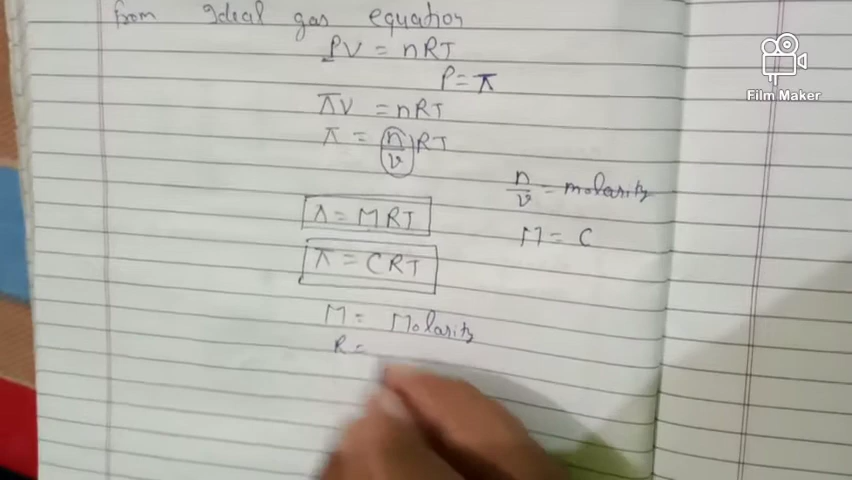 from Ideal gas equation
PV = nRT
P = π
πV = nRT
π = n/v RT
n/v = molarity
π = MRT
M = C
π = CRT
M = Molarity
R =
Film Maker